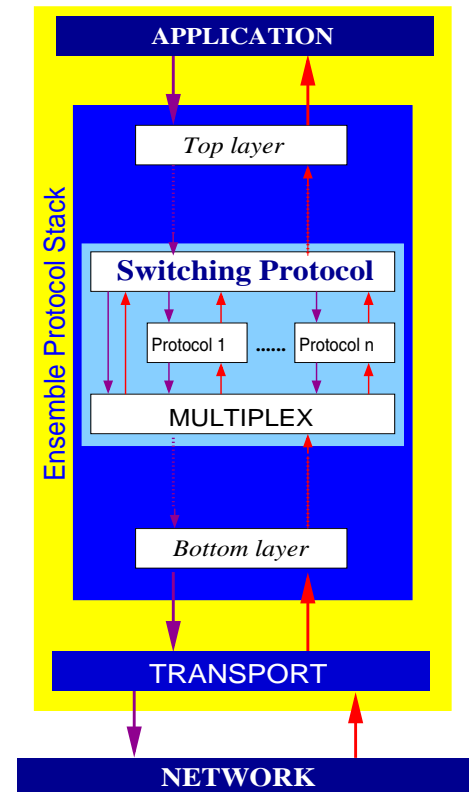 APPLICATION
Top layer
Ensemble Protocol Stack
Switching Protocol
Protocol 1 ...... Protocol n
MULTIPLEX
Bottom layer
TRANSPORT
NETWORK